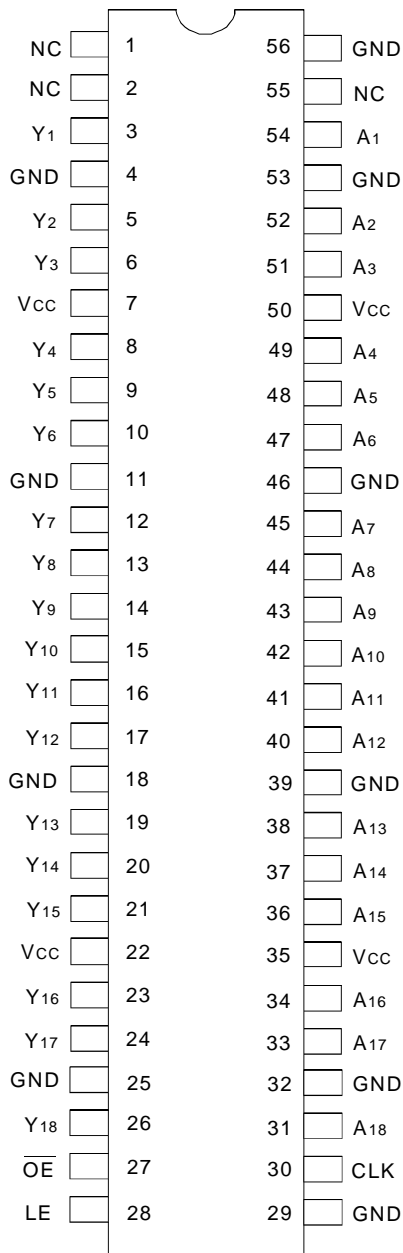 NC 1 56 GND
NC 2 55 NC
Y1 3 54 A1
GND 4 53 GND
Y2 5 52 A2
Y3 6 51 A3
VCC 7 50 VCC
Y4 8 49 A4
Y5 9 48 A5
Y6 10 47 A6
GND 11 46 GND
Y7 12 45 A7
Y8 13 44 A8
Y9 14 43 A9
Y10 15 42 A10
Y11 16 41 A11
Y12 17 40 A12
GND 18 39 GND
Y13 19 38 A13
Y14 20 37 A14
Y15 21 36 A15
VCC 22 35 VCC
Y16 23 34 A16
Y17 24 33 A17
GND 25 32 GND
Y18 26 31 A18
O̅E̅ 27 30 CLK
LE 28 29 GND